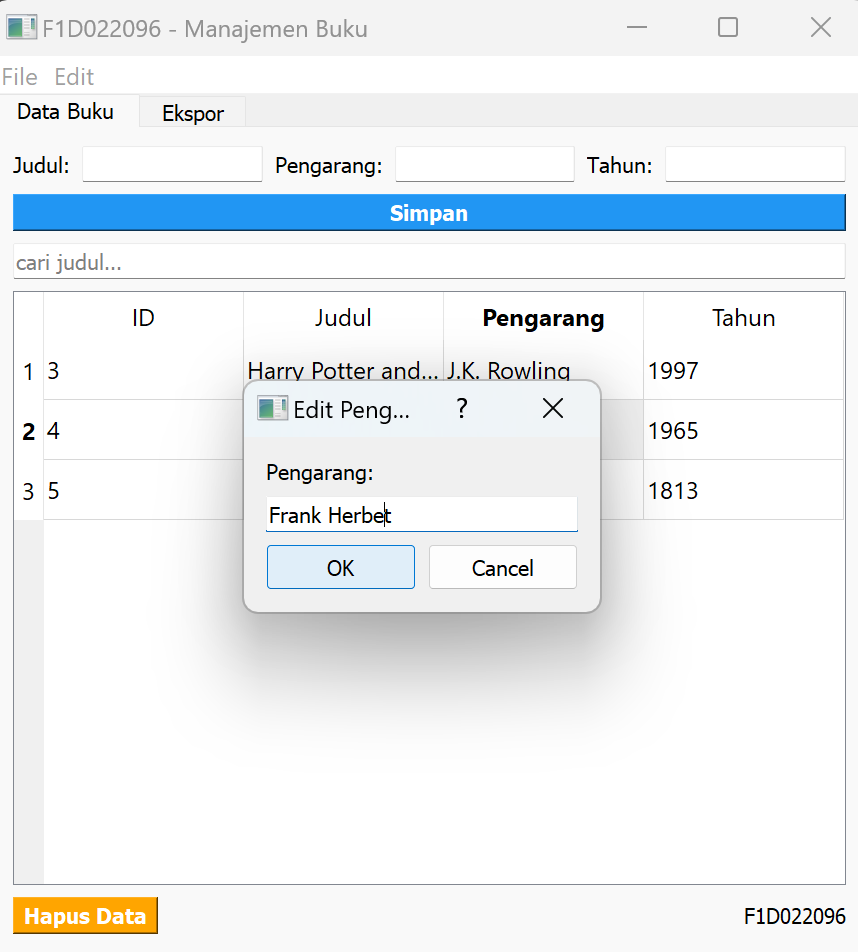 F1D022096 - Manajemen Buku
File Edit
Data Buku Ekspor
Judul: Pengarang: Tahun:
Simpan
cari judul...
ID Judul Pengarang Tahun
1 3 Harry Potter and... J.K. Rowling 1997
2 4 1965
3 5 1813
Edit Peng... ?
Pengarang:
Frank Herbet
OK Cancel
Hapus Data F1D022096